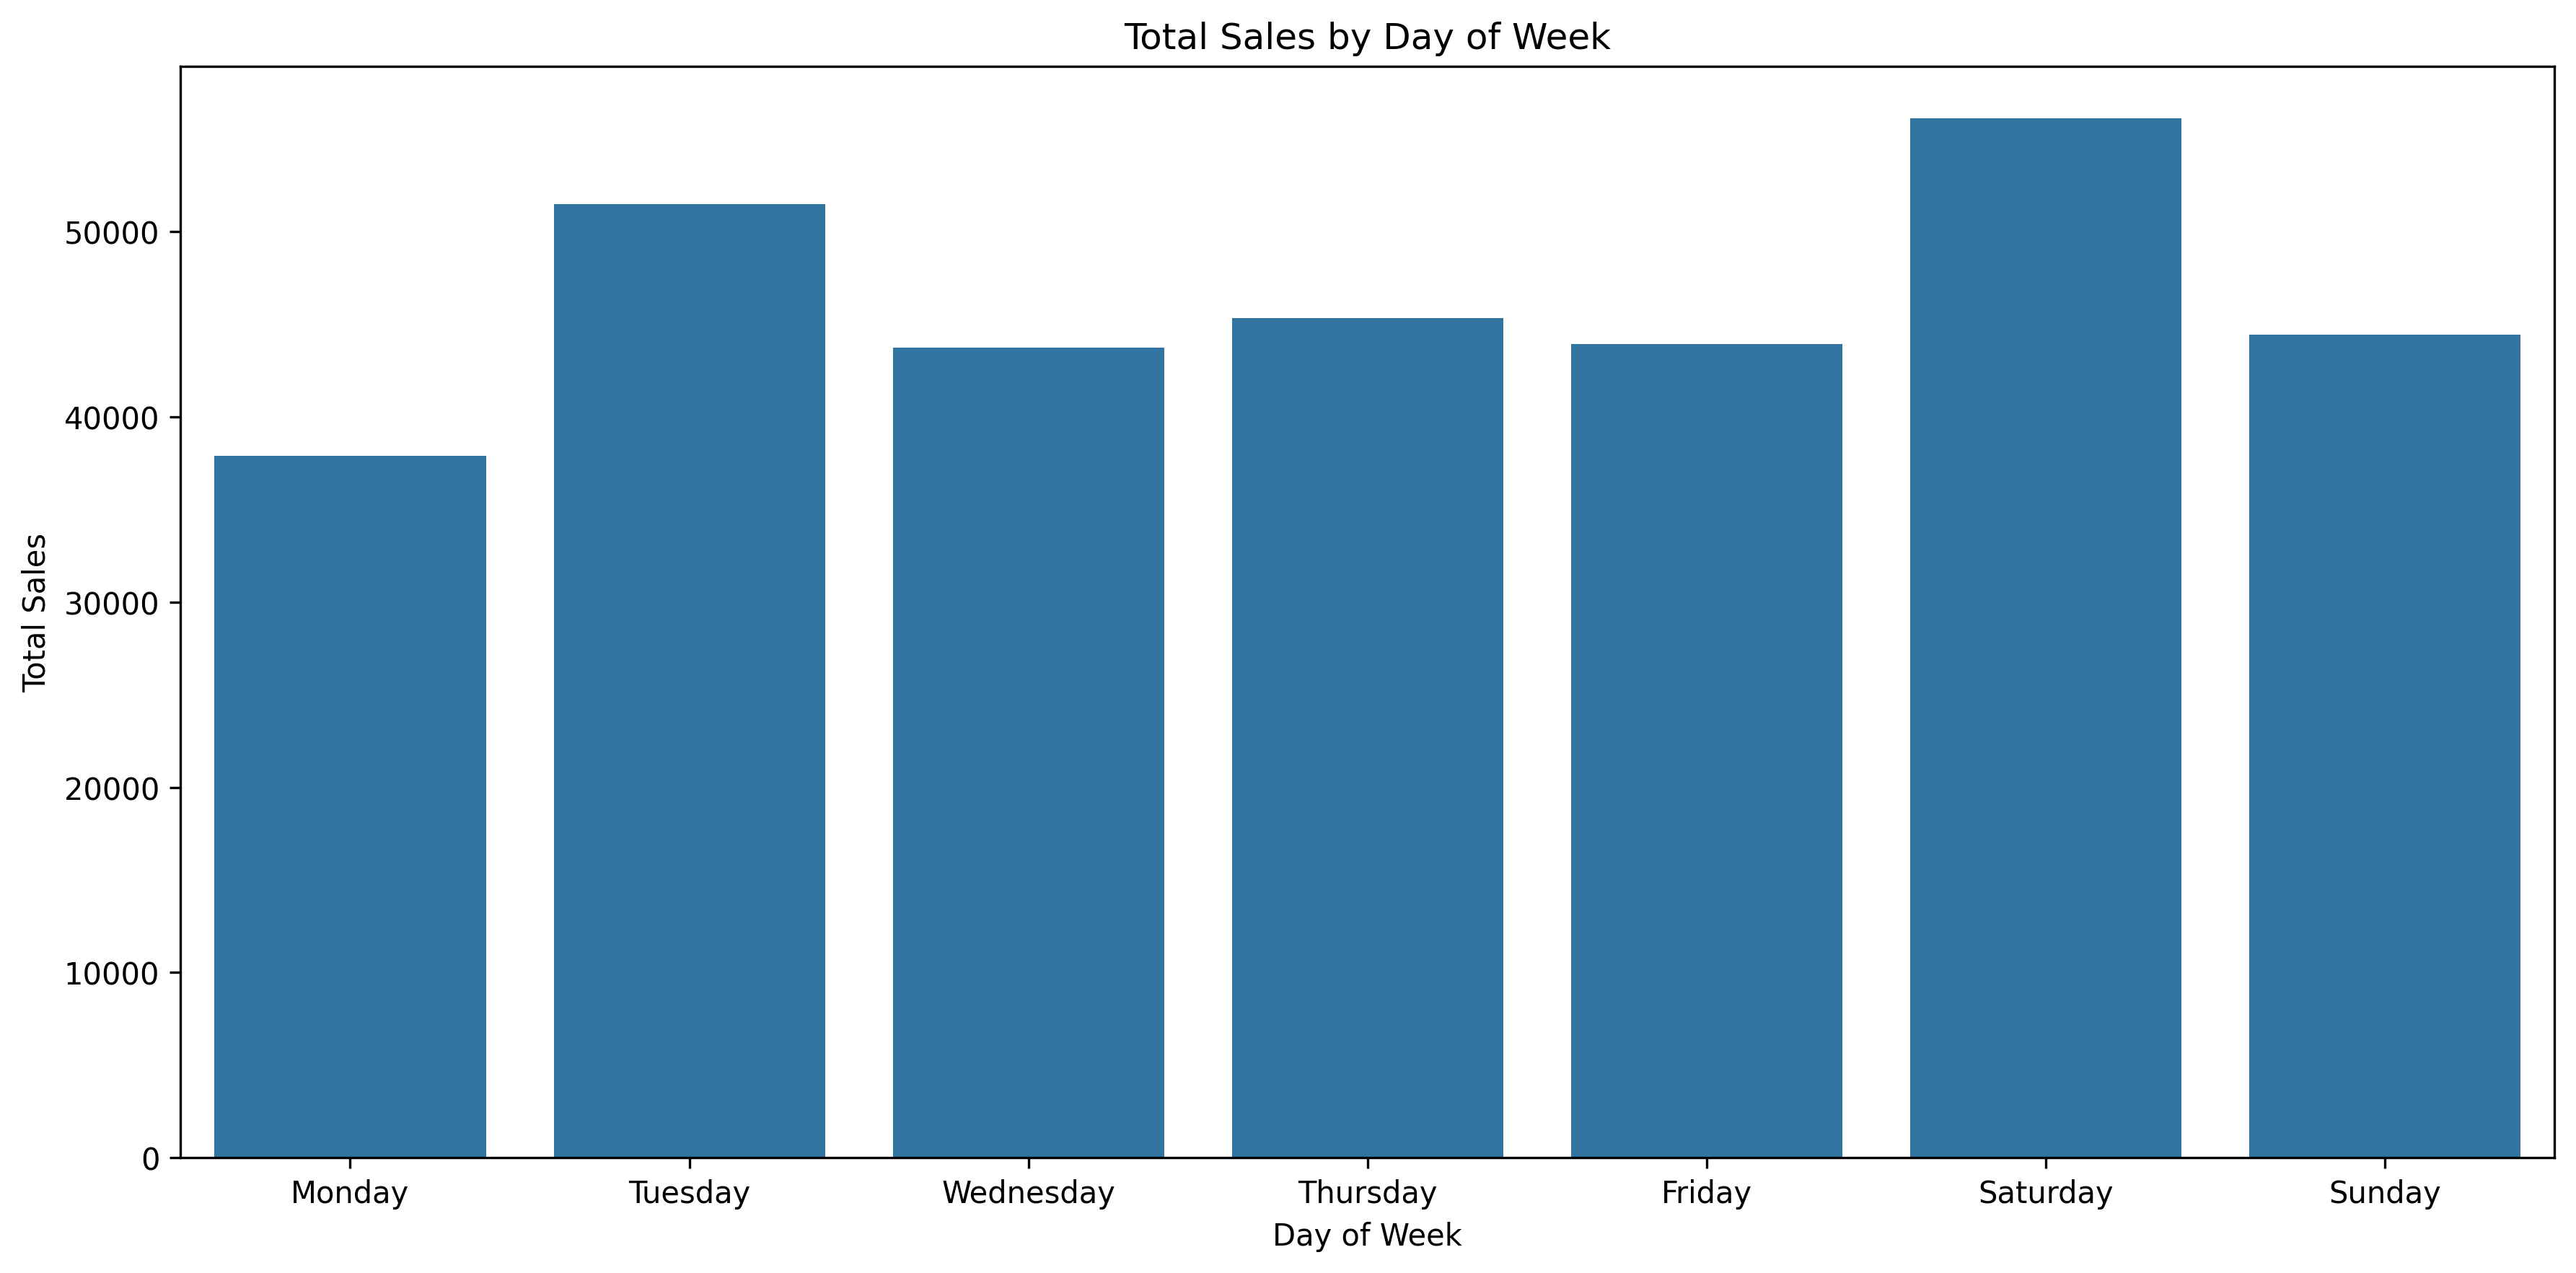 Total Sales by Day of Week
Total Sales
50000
40000
30000
20000
10000
0
Monday Tuesday Wednesday Thursday Friday Saturday Sunday
Day of Week